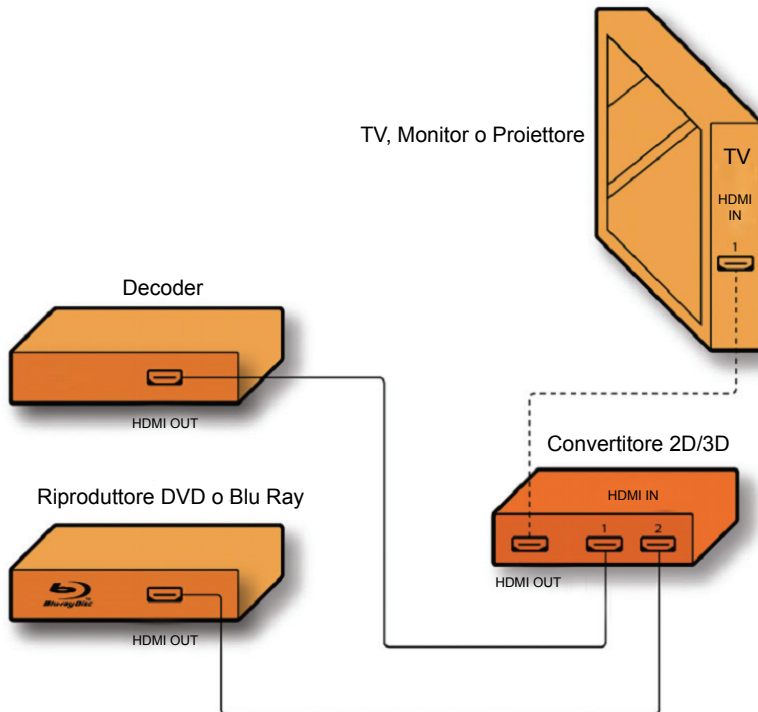 TV, Monitor o Proiettore
TV
HDMI
IN
1
Decoder
HDMI OUT
Convertitore 2D/3D
HDMI IN
1 2
HDMI OUT
Riproduttore DVD o Blu Ray
Blu-ray Disc
TM
HDMI OUT